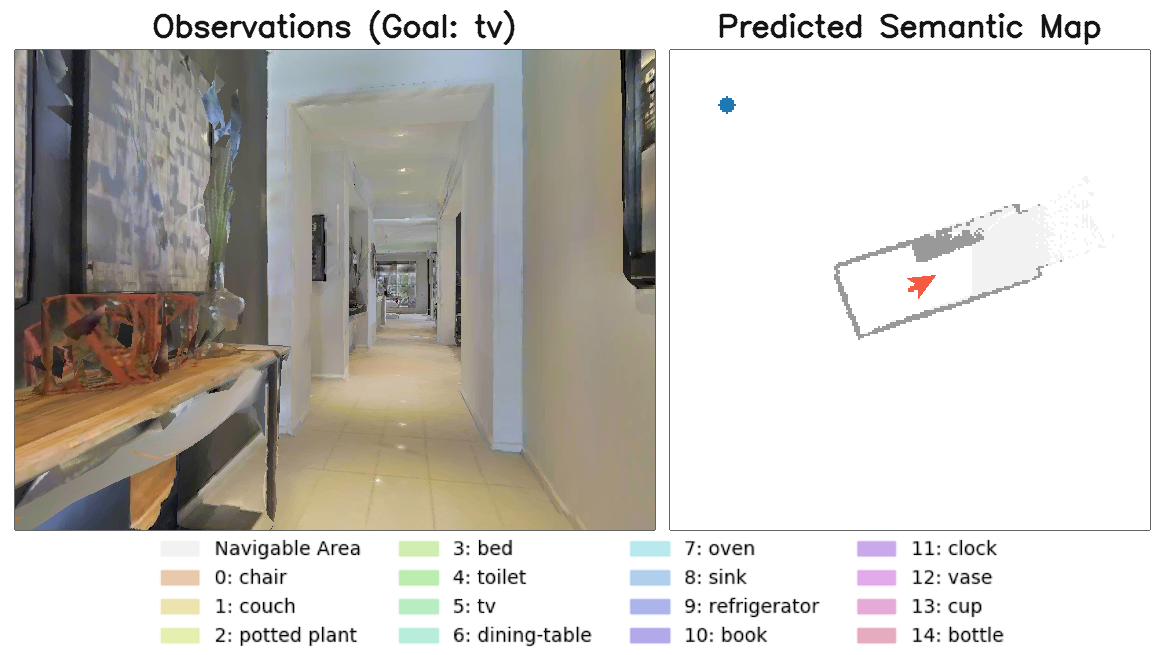 Observations (Goal: tv)
Predicted Semantic Map
Navigable Area
0: chair
1: couch
2: potted plant
3: bed
4: toilet
5: tv
6: dining-table
7: oven
8: sink
9: refrigerator
10: book
11: clock
12: vase
13: cup
14: bottle